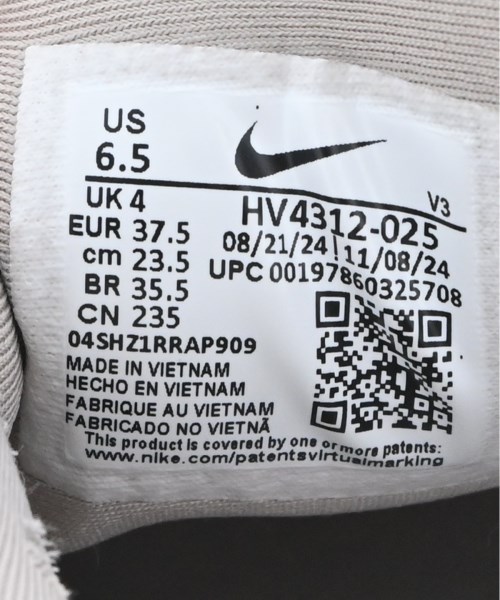 US
6.5
V3
UK 4
HV4312-025
EUR 37.5
08/21/24 | 11/08/24
cm 23.5
UPC 00197860325708
BR 35.5
CN 235
04SHZ1RRAP909
MADE IN VIETNAM
HECHO EN VIETNAM
FABRIQUE AU VIETNAM
FABRICADO NO VIETNÃ
This product is covered by one or more patents:
www.nike.com/patentsvirtualmarking